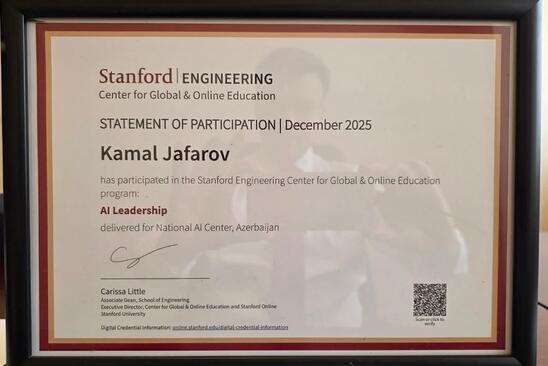 Stanford | ENGINEERING
Center for Global & Online Education
STATEMENT OF PARTICIPATION | December 2025
Kamal Jafarov
has participated in the Stanford Engineering Center for Global & Online Education
program:
AI Leadership
delivered for National AI Center, Azerbaijan
Carissa Little
Associate Dean, School of Engineering
Executive Director, Center for Global & Online Education and Stanford Online
Stanford University
Digital Credential Information: online.stanford.edu/digital-credential-information
Scan or click to
verify